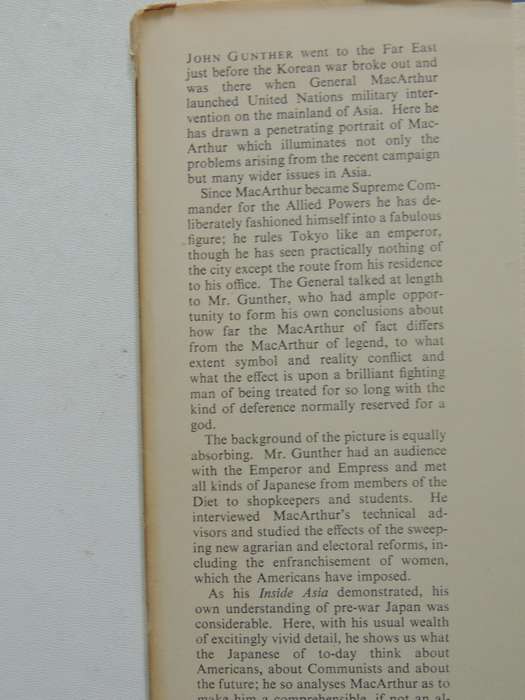 JOHN GUNTHER went to the Far East
just before the Korean war broke out and
was there when General MacArthur
launched United Nations military inter-
vention on the mainland of Asia. Here he
has drawn a penetrating portrait of Mac-
Arthur which illuminates not only the
problems arising from the recent campaign
but many wider issues in Asia.
Since MacArthur became Supreme Com-
mander for the Allied Powers he has de-
liberately fashioned himself into a fabulous
figure; he rules Tokyo like an emperor,
though he has seen practically nothing of
the city except the route from his residence
to his office. The General talked at length
to Mr. Gunther, who had ample oppor-
tunity to form his own conclusions about
how far the MacArthur of fact differs
from the MacArthur of legend, to what
extent symbol and reality conflict and
what the effect is upon a brilliant fighting
man of being treated for so long with the
kind of deference normally reserved for a
god.
The background of the picture is equally
absorbing. Mr. Gunther had an audience
with the Emperor and Empress and met
all kinds of Japanese from members of the
Diet to shopkeepers and students. He
interviewed MacArthur's technical ad-
visors and studied the effects of the sweep-
ing new agrarian and electoral reforms, in-
cluding the enfranchisement of women,
which the Americans have imposed.
As his Inside Asia demonstrated, his
own understanding of pre-war Japan was
considerable. Here, with his usual wealth
of excitingly vivid detail, he shows us what
the Japanese of to-day think about
Americans, about Communists and about
the future; he so analyses MacArthur as to
make him a comprehensible, if not an al-